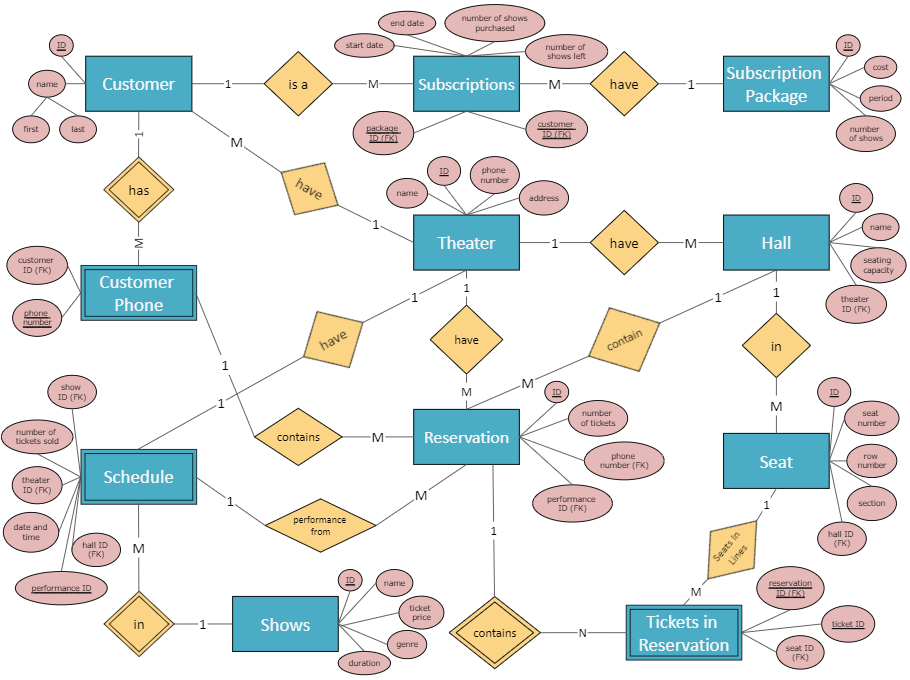 number of shows
purchased
end date
start date
number of
shows left
ID
ID
name
first
last
Customer
1
is a
M
Subscriptions
M
have
1
Subscription
Package
cost
period
number
of shows
package
ID (FK)
customer
ID (FK)
1
M
has
M
have
1
ID
phone
number
name
address
Theater
1
have
M
Hall
ID
name
seating
capacity
theater
ID (FK)
customer
ID (FK)
phone
number
Customer
Phone
1
1
1
1
have
have
contain
in
1
1
M
M
M
show
ID (FK)
number of
tickets sold
theater
ID (FK)
date and
time
hall ID
(FK)
performance ID
Schedule
contains
M
Reservation
ID
number
of tickets
phone
number (FK)
performance
ID (FK)
Seat
ID
seat
number
row
number
section
hall ID
(FK)
1
performance
from
M
1
1
Seats In
Lines
M
M
in
1
Shows
ID
name
ticket
price
genre
duration
contains
N
Tickets in
Reservation
reservation
ID (FK)
ticket ID
seat ID
(FK)